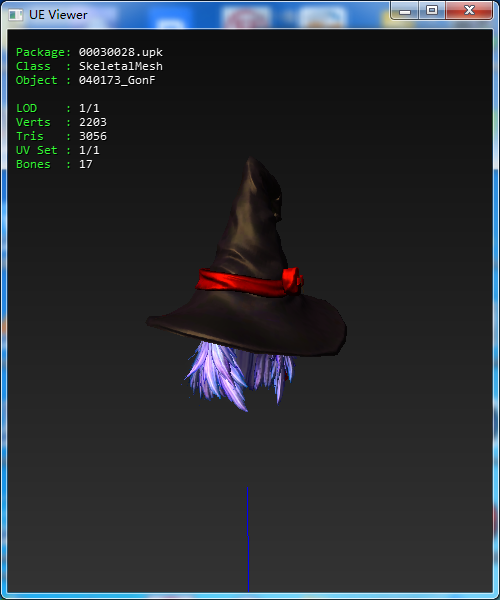 UE Viewer
Package: 00030028.upk
Class : SkeletalMesh
Object : 040173_GonF
LOD : 1/1
Verts : 2203
Tris : 3056
UV Set : 1/1
Bones : 17